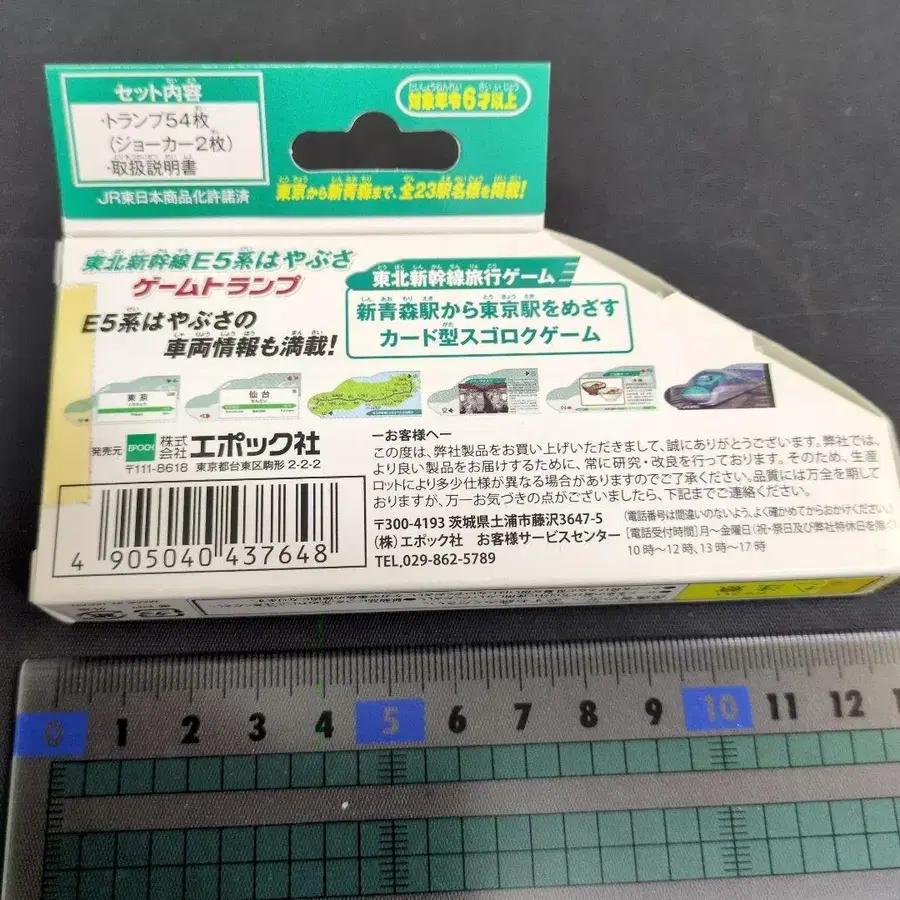 セット内容
・トランプ54枚
(ジョーカー2枚)
・取扱説明書
JR東日本商品化許諾済
対象年令6才以上
東京から新青森まで、全23駅名標を掲載!
東北新幹線E5系はやぶさ
ゲームトランプ
E5系はやぶさの
車両情報も満載!
東北新幹線旅行ゲーム
新青森駅から東京駅をめざす
カード型スゴロクゲーム
東京
仙台
発売元 EPOCH 株式会社 エポック社
〒111-8618 東京都台東区駒形 2-2-2
4 905040 437648
―お客様へ―
この度は、弊社製品をお買い上げいただきまして、誠にありがとうございます。弊社では、
より良い製品をお届けするために、常に研究・改良を行っております。そのため、生産
ロットにより多少仕様が異なる場合がありますのでご了承ください。品質には万全を期して
おりますが、万一お気づきの点がございましたら、下記までご連絡ください。
〒300-4193 茨城県土浦市藤沢3647-5
(株)エポック社 お客様サービスセンター
TEL.029-862-5789
(電話番号は間違いのないよう、よく確かめてからおかけください。)
[電話受付時間]月〜金曜日(祝・祭日及び弊社特休日を除く)
10時〜12時、13時〜17時
注意
0 1 2 3 4 5 6 7 8 9 10 11 12